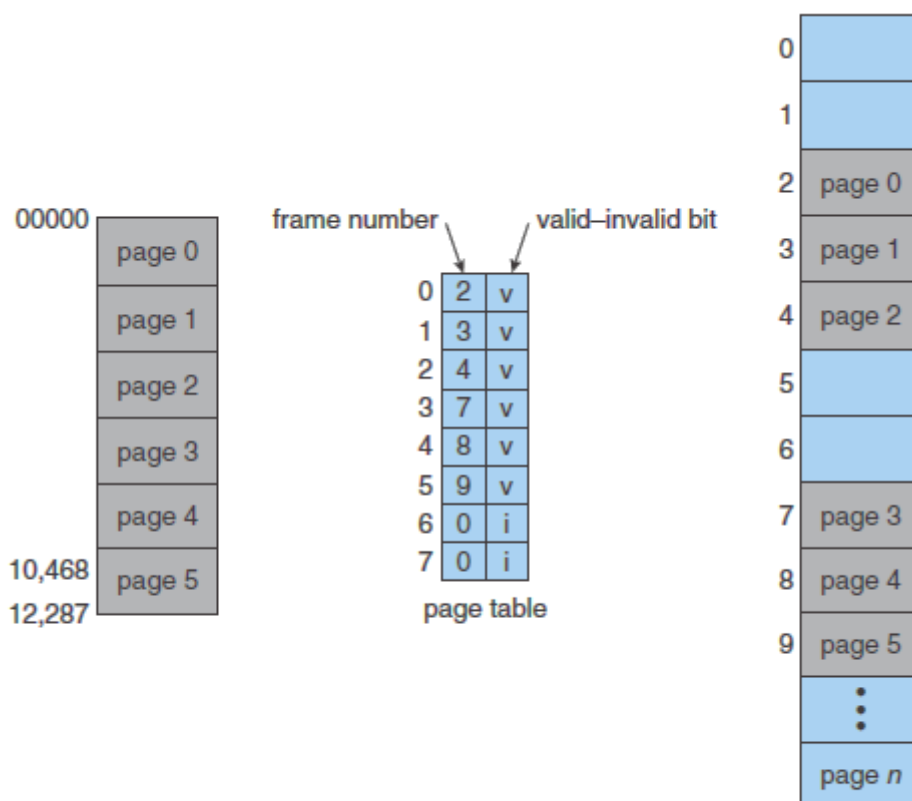 00000
page 0
page 1
page 2
page 3
page 4
10,468
page 5
12,287
frame number
valid–invalid bit
0 2 v
1 3 v
2 4 v
3 7 v
4 8 v
5 9 v
6 0 i
7 0 i
page table
0
1
2 page 0
3 page 1
4 page 2
5
6
7 page 3
8 page 4
9 page 5
page n